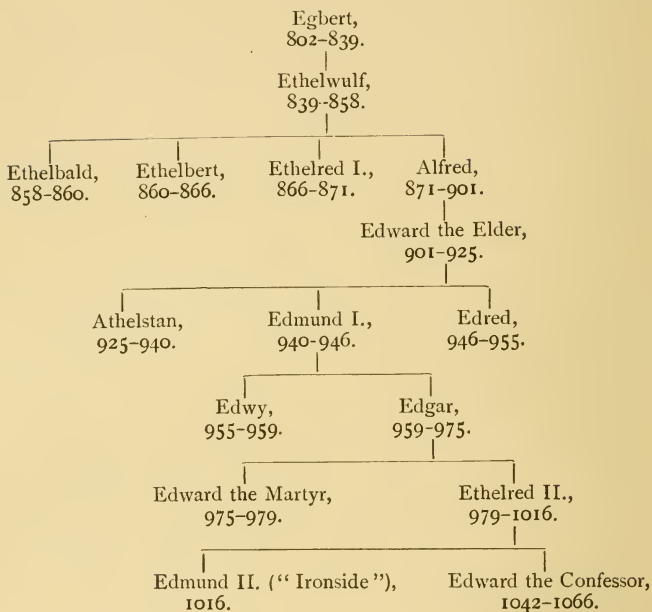 Egbert,
802–839.
Ethelwulf,
839–858.
Ethelbald, Ethelbert, Ethelred I., Alfred,
858–860. 860–866. 866–871. 871–901.
Edward the Elder,
901–925.
Athelstan, Edmund I., Edred,
925–940. 940–946. 946–955.
Edwy, Edgar,
955–959. 959–975.
Edward the Martyr, Ethelred II.,
975–979. 979–1016.
Edmund II. (“ Ironside ”), Edward the Confessor,
1016. 1042–1066.